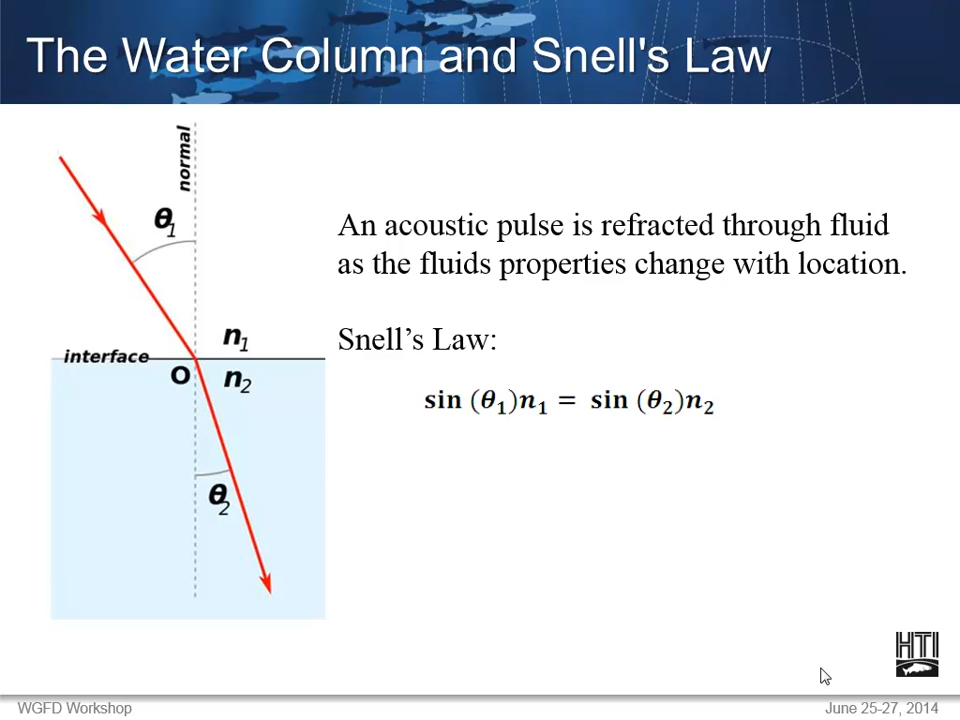 The Water Column and Snell's Law
normal
θ1
An acoustic pulse is refracted through fluid
as the fluids properties change with location.
n1
interface
O
n2
Snell’s Law:
sin (θ1)n1 = sin (θ2)n2
θ2
HTI
WGFD Workshop
June 25-27, 2014